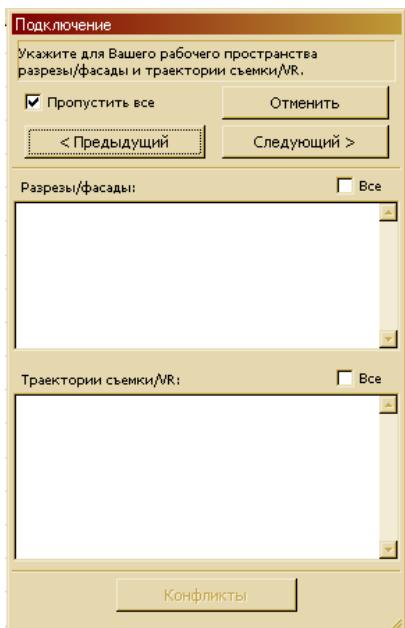 Подключение
Укажите для Вашего рабочего пространства
разрезы/фасады и траектории съемки/VR.
Пропустить все
Отменить
< Предыдущий
Следующий >
Разрезы/фасады:
Все
Траектории съемки/VR:
Все
Конфликты